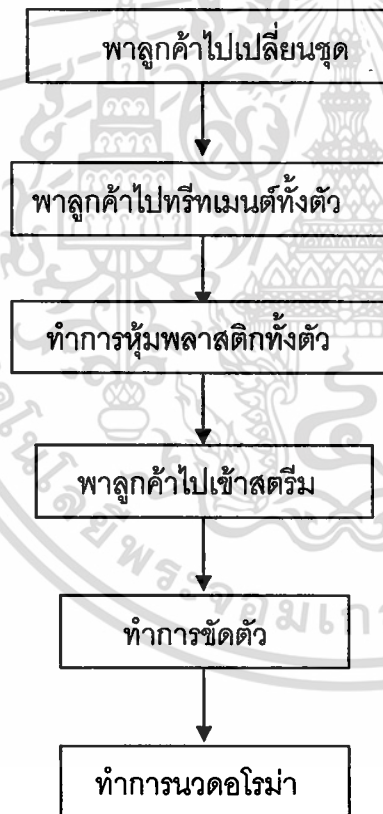 พาลูกค้าไปเปลี่ยนชุด
พาลูกค้าไปทรีทเมนต์ทั้งตัว
ทำการหุ้มพลาสติกทั้งตัว
พาลูกค้าไปเข้าสตรีม
ทำการขัดตัว
ทำการนวดอโรม่า